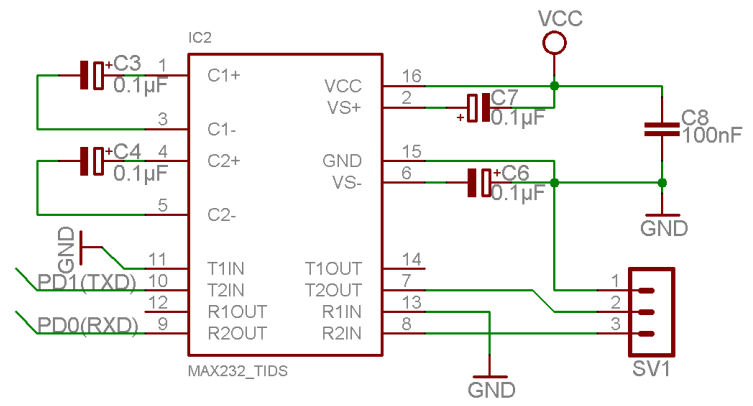 VCC
IC2
C3
1
C1+
0.1µF
VCC
16
C7
VS+
2
0.1µF
C8
100nF
3
C1-
C4
4
C2+
0.1µF
GND
15
VS-
6
C6
0.1µF
5
C2-
GND
GND
11
T1IN
T1OUT
14
PD1(TXD)
10
T2IN
T2OUT
7
1
12
R1OUT
R1IN
13
2
PD0(RXD)
9
R2OUT
R2IN
8
3
MAX232_TIDS
SV1
GND